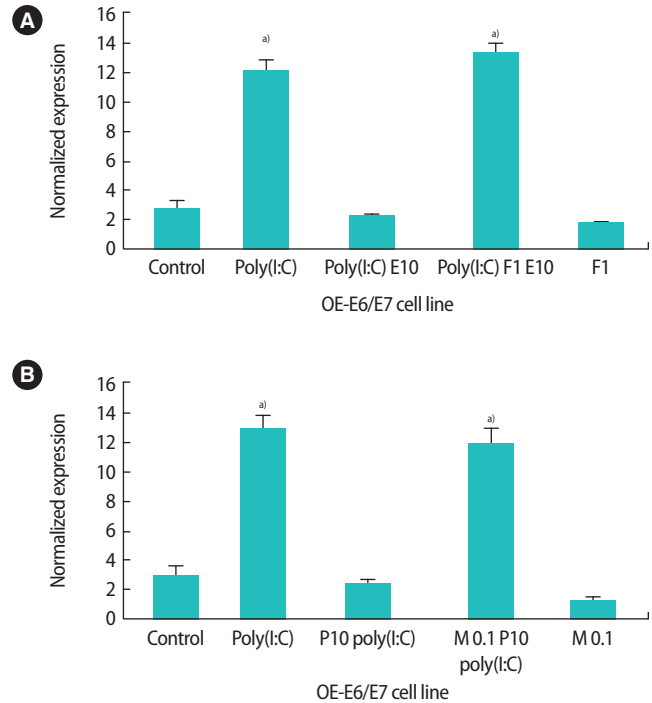 A
Normalized expression
16
14
12
10
8
6
4
2
0
a)
a)
Control
Poly(I:C)
Poly(I:C) E10
Poly(I:C) F1 E10
F1
OE-E6/E7 cell line
B
Normalized expression
16
14
12
10
8
6
4
2
0
a)
a)
Control
Poly(I:C)
P10 poly(I:C)
M 0.1 P10
poly(I:C)
M 0.1
OE-E6/E7 cell line